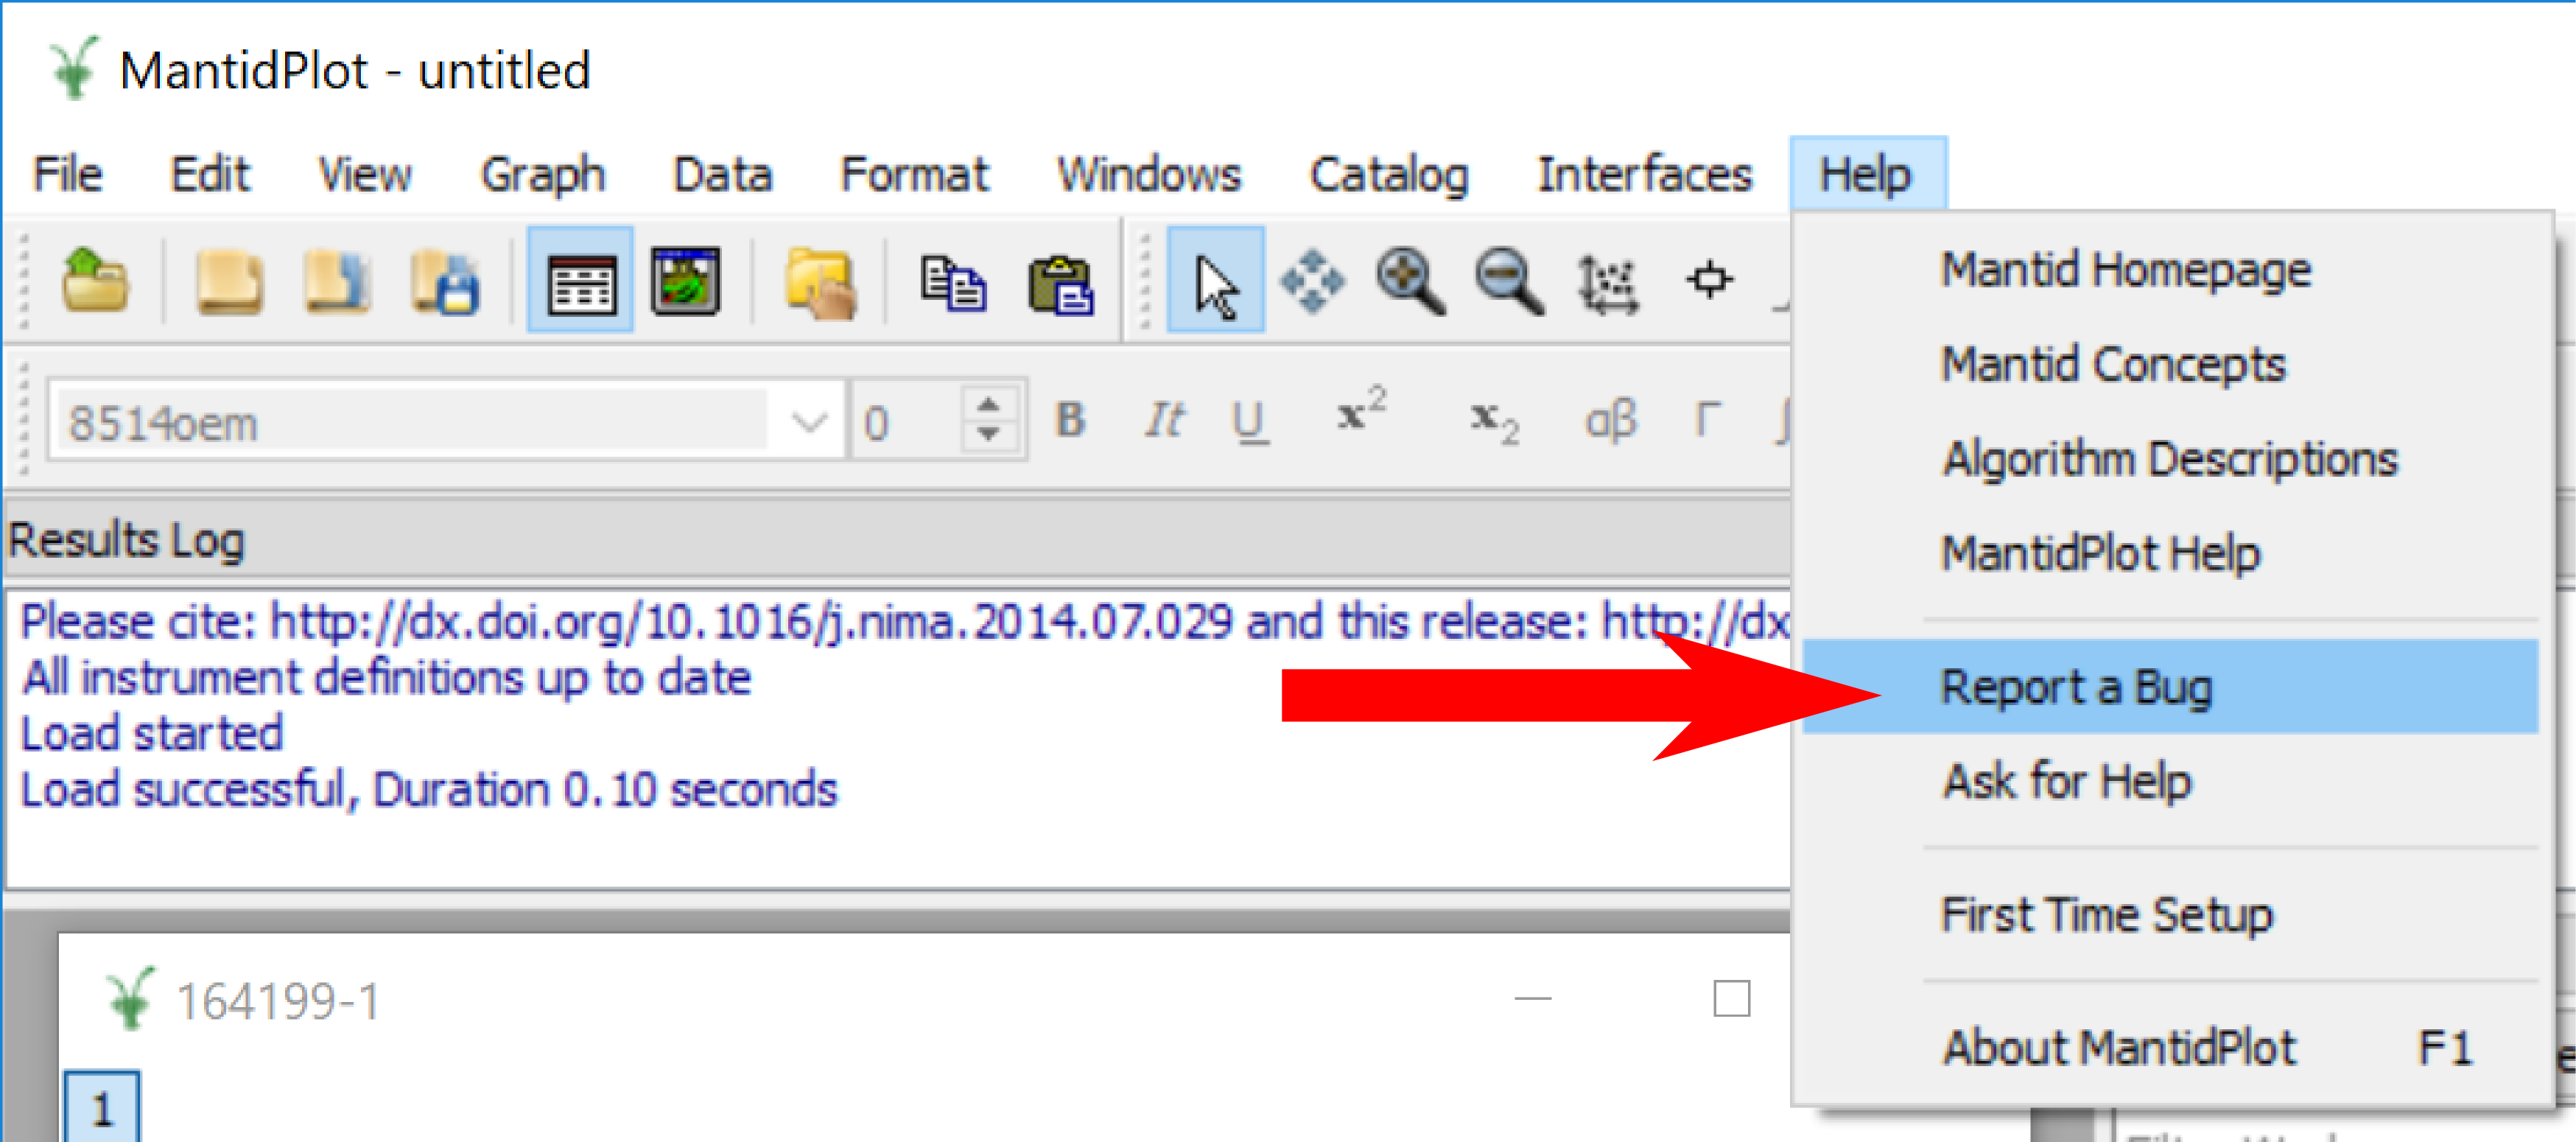 MantidPlot - untitled
File Edit View Graph Data Format Windows Catalog Interfaces Help
8514oem 0 B It U x² x₂ αβ Γ ∫
Results Log
Please cite: http://dx.doi.org/10.1016/j.nima.2014.07.029 and this release: http://dx
All instrument definitions up to date
Load started
Load successful, Duration 0.10 seconds
Mantid Homepage
Mantid Concepts
Algorithm Descriptions
MantidPlot Help
Report a Bug
Ask for Help
First Time Setup
About MantidPlot F1
164199-1
1